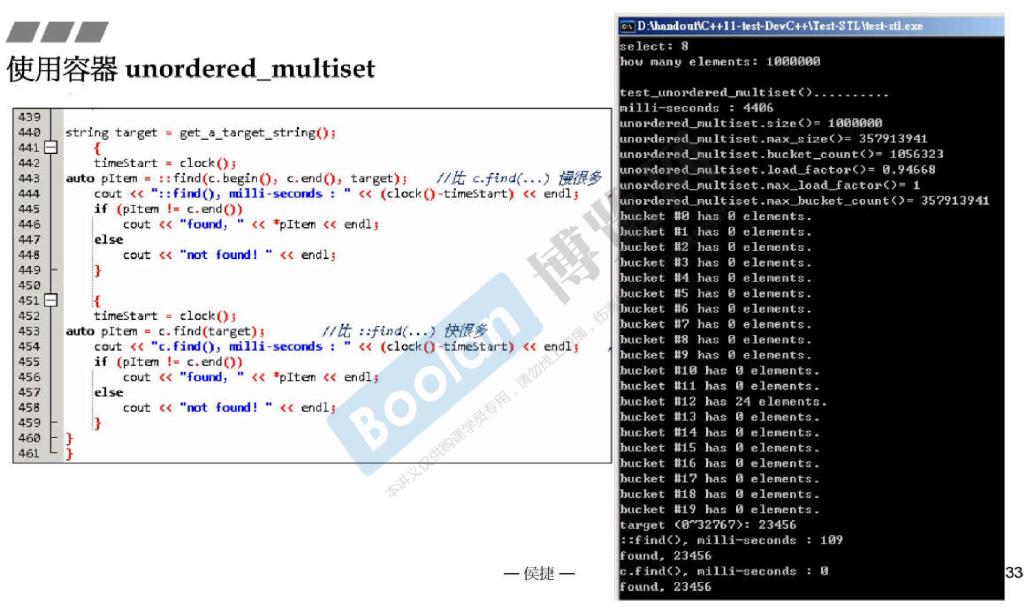 使用容器 unordered_multiset
439
440 string target = get_a_target_string();
441 {
442 timeStart = clock();
443 auto pItem = ::find(c.begin(), c.end(), target); //比 c.find(...) 慢很多
444 cout << "::find(), milli-seconds : " << (clock()-timeStart) << endl;
445 if (pItem != c.end())
446 cout << "found, " << *pItem << endl;
447 else
448 cout << "not found! " << endl;
449 }
450
451 {
452 timeStart = clock();
453 auto pItem = c.find(target); //比 ::find(...) 快很多
454 cout << "c.find(), milli-seconds : " << (clock()-timeStart) << endl;
455 if (pItem != c.end())
456 cout << "found, " << *pItem << endl;
457 else
458 cout << "not found! " << endl;
459 }
460 }
461 }
D:\handout\C++11-test-DevC++\Test-STL\test-stl.exe
select: 8
how many elements: 1000000
test_unordered_multiset()..........
milli-seconds : 4406
unordered_multiset.size()= 1000000
unordered_multiset.max_size()= 357913941
unordered_multiset.bucket_count()= 1056323
unordered_multiset.load_factor()= 0.94668
unordered_multiset.max_load_factor()= 1
unordered_multiset.max_bucket_count()= 357913941
bucket #0 has 0 elements.
bucket #1 has 0 elements.
bucket #2 has 0 elements.
bucket #3 has 0 elements.
bucket #4 has 0 elements.
bucket #5 has 0 elements.
bucket #6 has 0 elements.
bucket #7 has 0 elements.
bucket #8 has 0 elements.
bucket #9 has 0 elements.
bucket #10 has 0 elements.
bucket #11 has 0 elements.
bucket #12 has 24 elements.
bucket #13 has 0 elements.
bucket #14 has 0 elements.
bucket #15 has 0 elements.
bucket #16 has 0 elements.
bucket #17 has 0 elements.
bucket #18 has 0 elements.
bucket #19 has 0 elements.
target (0~32767): 23456
::find(), milli-seconds : 109
found, 23456
c.find(), milli-seconds : 0
found, 23456
Boolan 博
本讲义仅供购课学员专用，请勿线上
— 侯捷 —
33